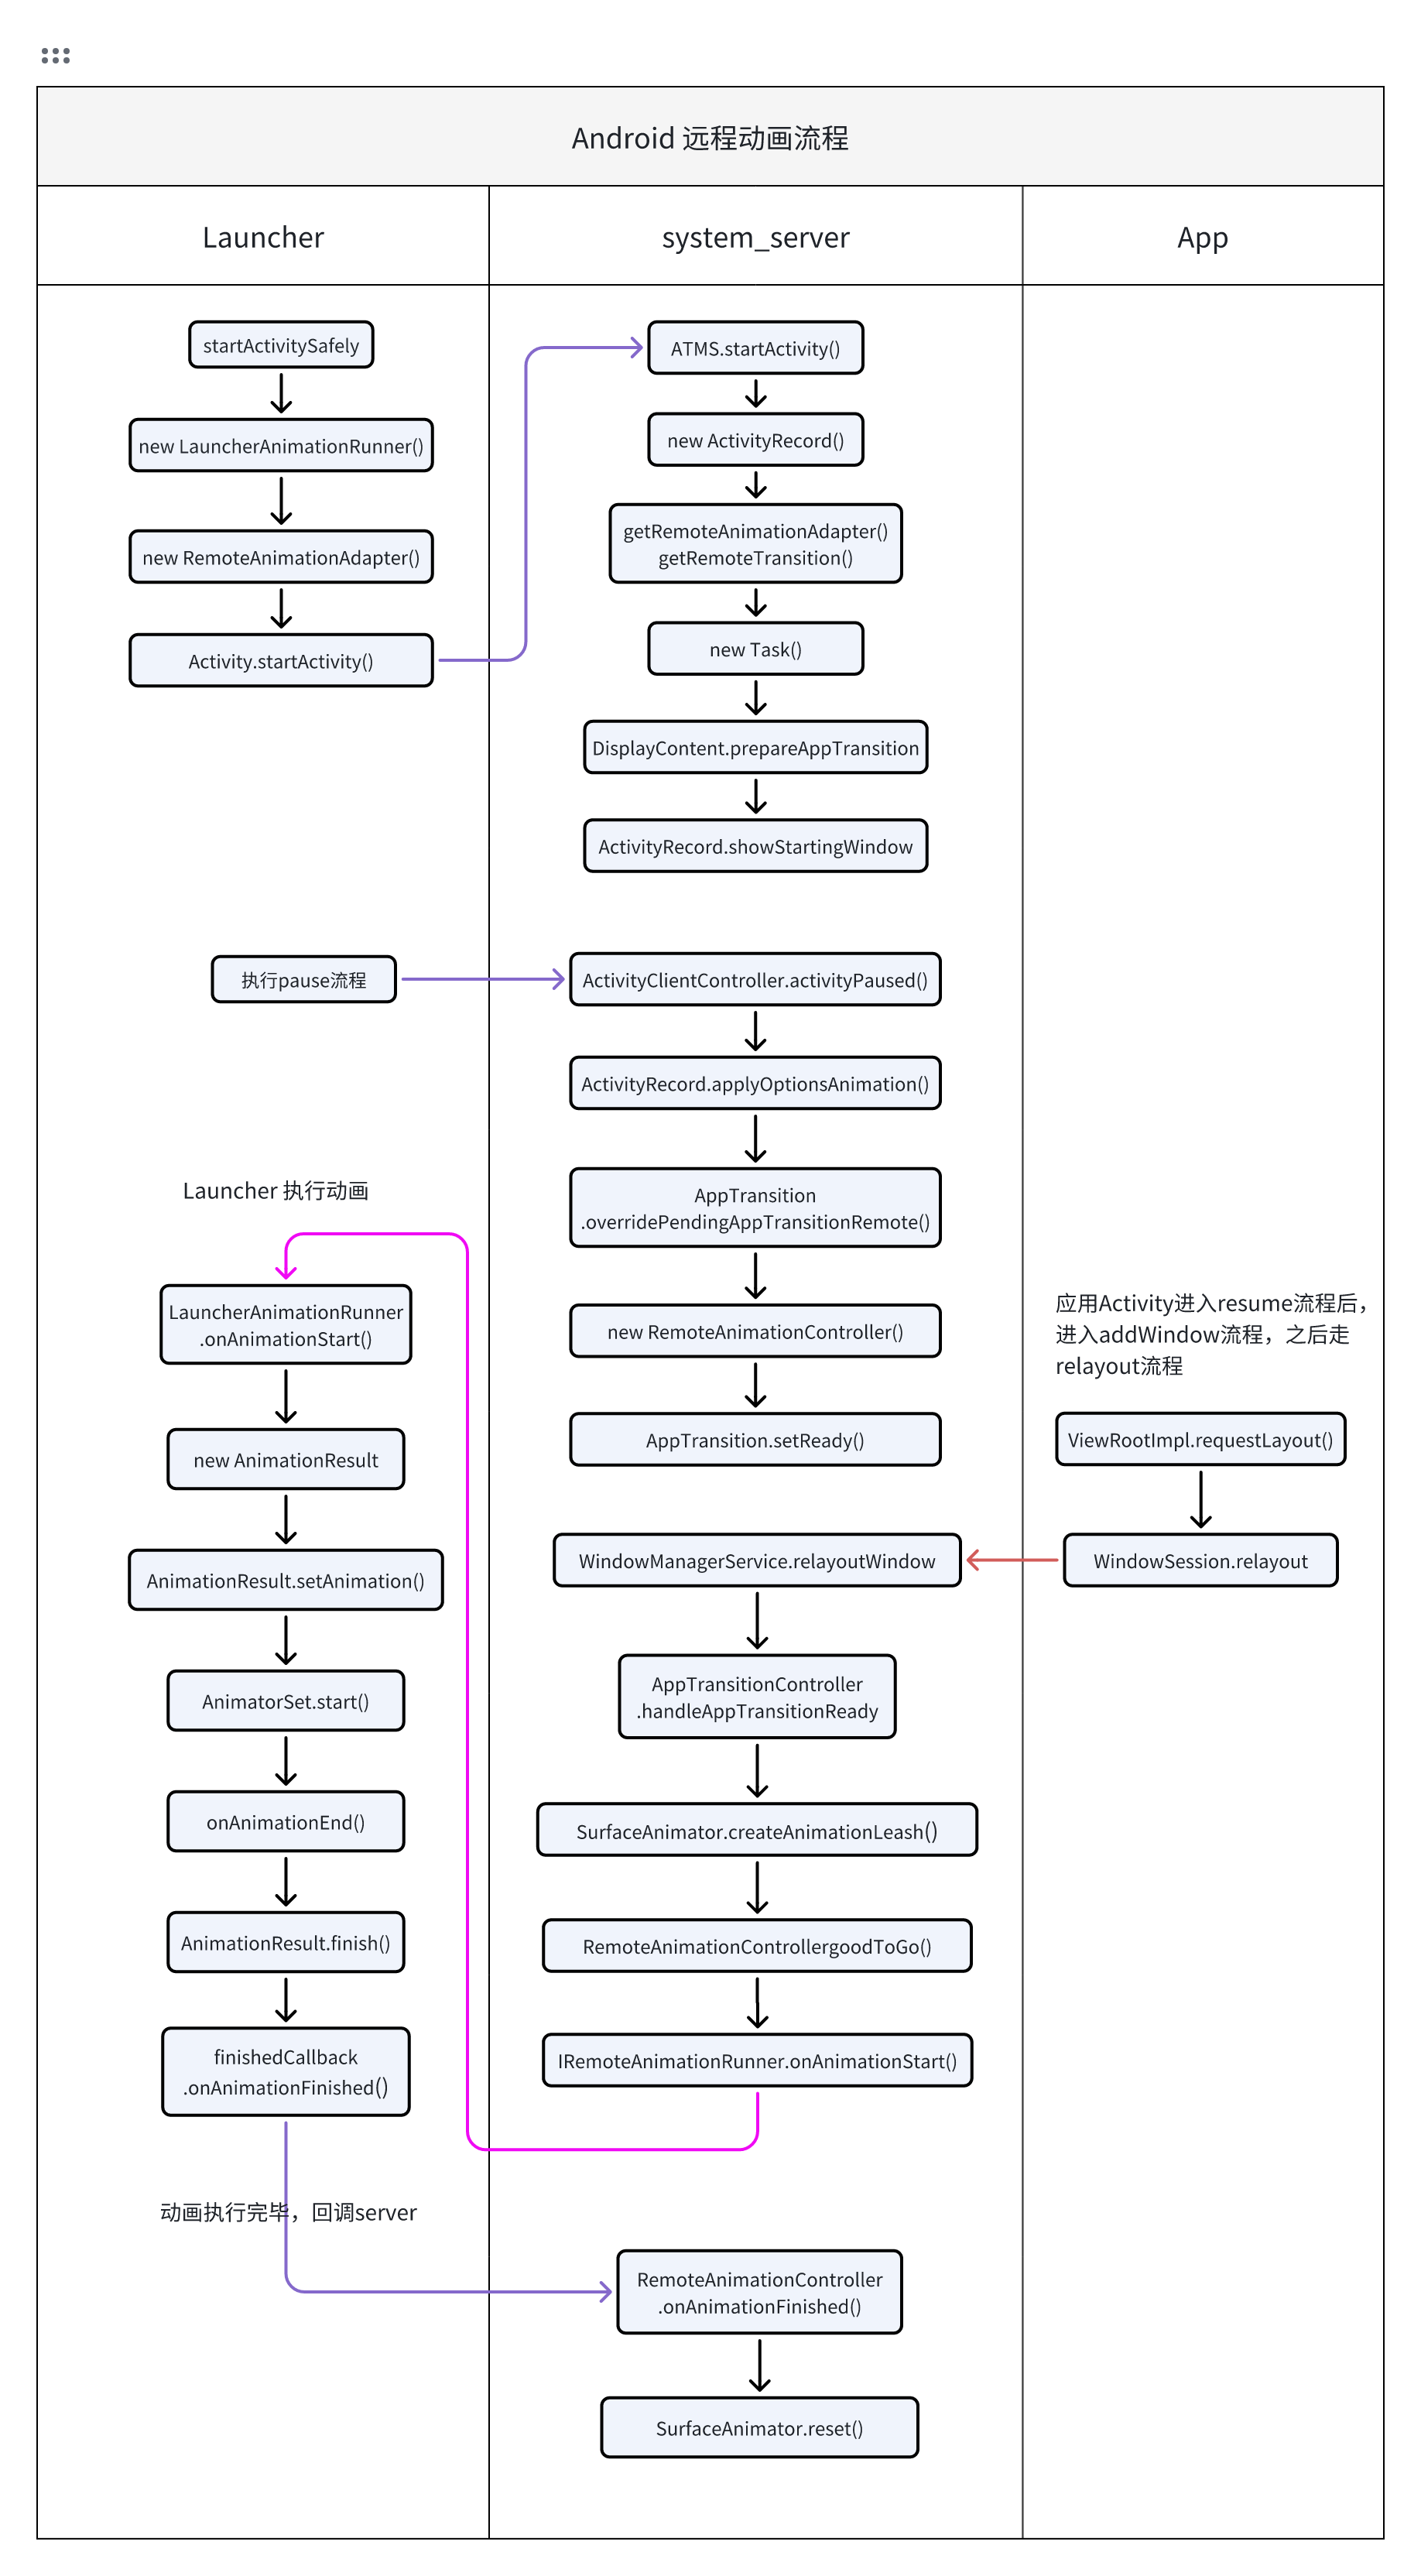 Android 远程动画流程
Launcher
system_server
App
startActivitySafely
new LauncherAnimationRunner()
new RemoteAnimationAdapter()
Activity.startActivity()
ATMS.startActivity()
new ActivityRecord()
getRemoteAnimationAdapter()
getRemoteTransition()
new Task()
DisplayContent.prepareAppTransition
ActivityRecord.showStartingWindow
执行pause流程
ActivityClientController.activityPaused()
ActivityRecord.applyOptionsAnimation()
AppTransition
.overridePendingAppTransitionRemote()
new RemoteAnimationController()
AppTransition.setReady()
应用Activity进入resume流程后，
进入addWindow流程，之后走
relayout流程
ViewRootImpl.requestLayout()
WindowSession.relayout
WindowManagerService.relayoutWindow
AppTransitionController
.handleAppTransitionReady
SurfaceAnimator.createAnimationLeash()
RemoteAnimationControllergoodToGo()
IRemoteAnimationRunner.onAnimationStart()
Launcher 执行动画
LauncherAnimationRunner
.onAnimationStart()
new AnimationResult
AnimationResult.setAnimation()
AnimatorSet.start()
onAnimationEnd()
AnimationResult.finish()
finishedCallback
.onAnimationFinished()
动画执行完毕，回调server
RemoteAnimationController
.onAnimationFinished()
SurfaceAnimator.reset()